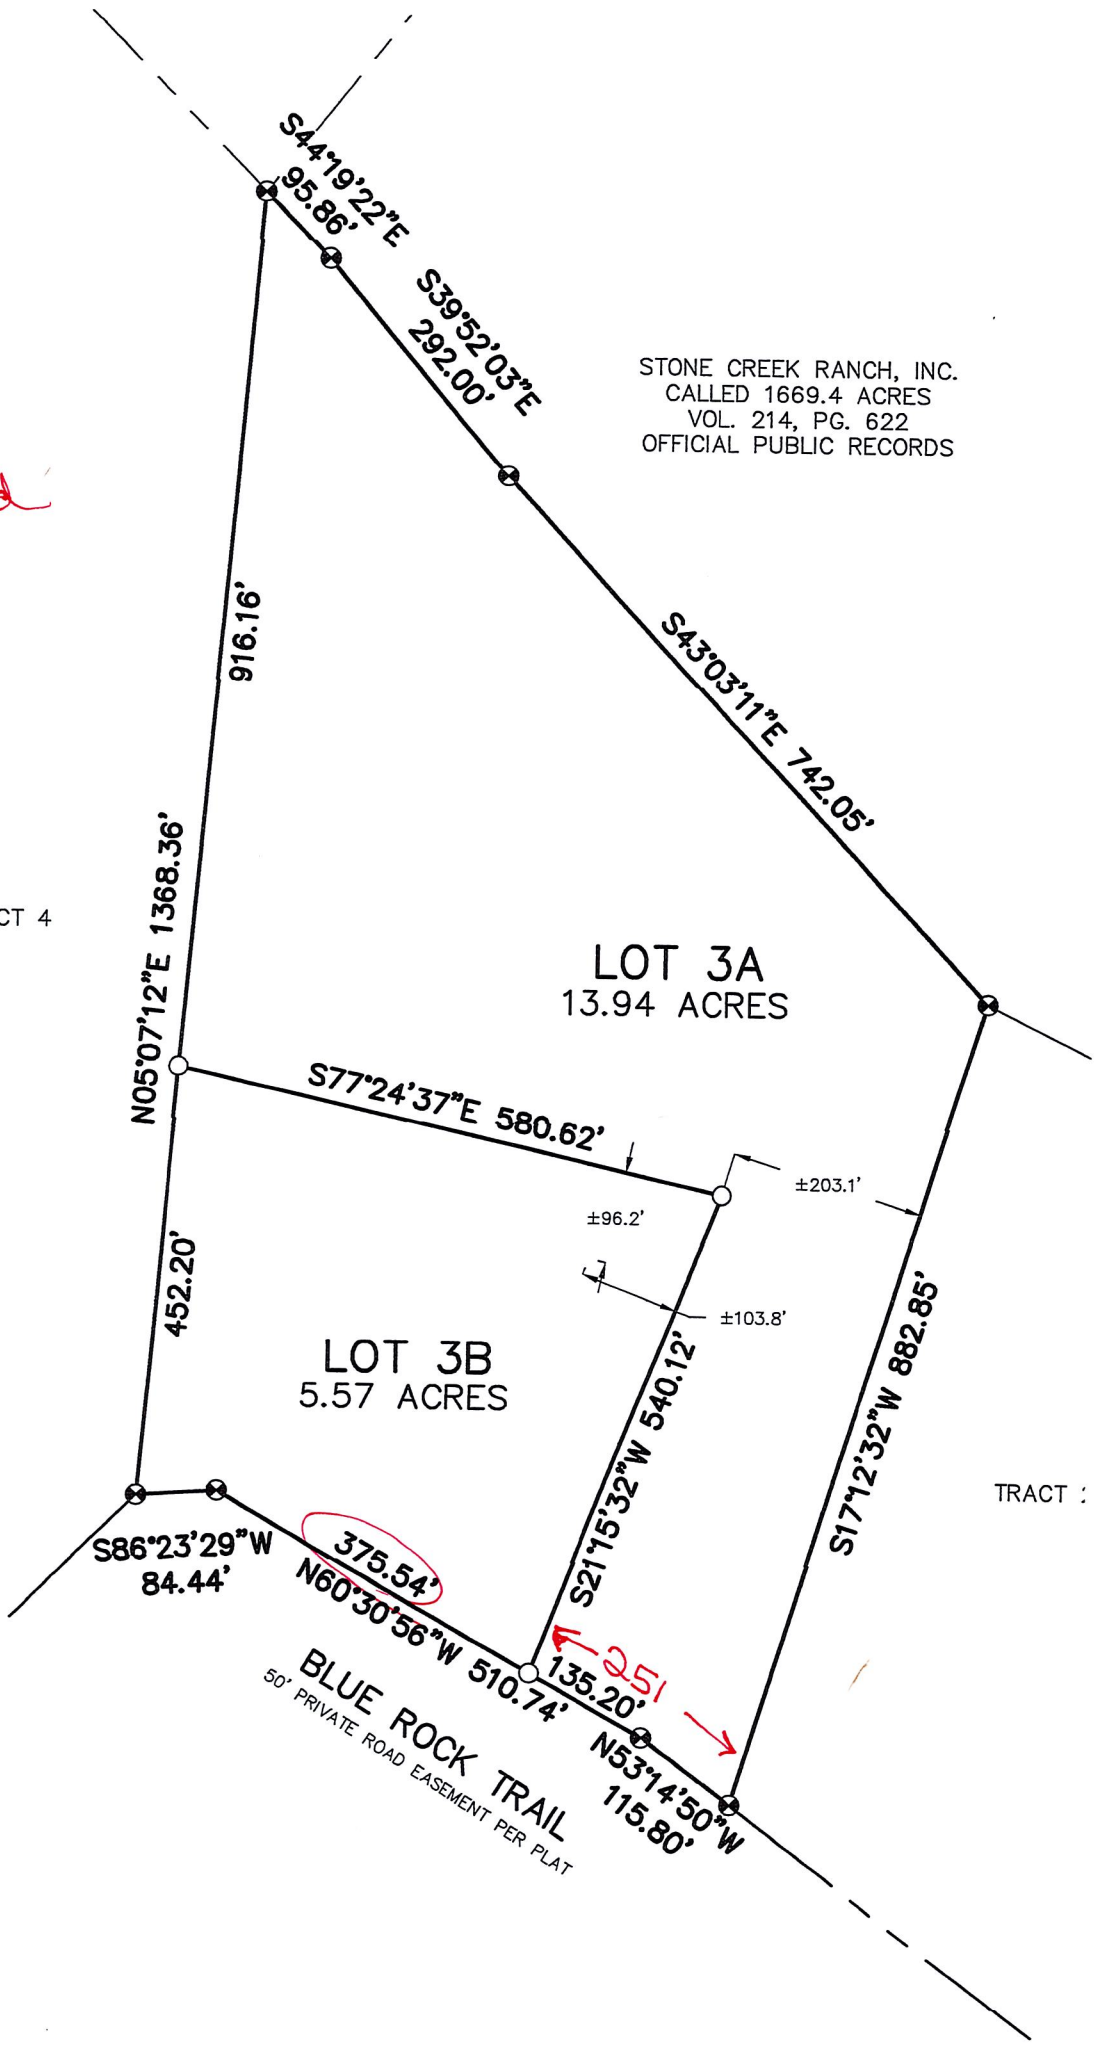 S44°19'22"E
95.86'
S39°52'03"E
292.00'
STONE CREEK RANCH, INC.
CALLED 1669.4 ACRES
VOL. 214, PG. 622
OFFICIAL PUBLIC RECORDS
916.16'
S43°03'11"E 742.05'
N05°07'12"E 1368.36'
CT 4
LOT 3A
13.94 ACRES
S77°24'37"E 580.62'
±203.1'
±96.2'
±103.8'
452.20'
LOT 3B
5.57 ACRES
S21°15'32"W 540.12'
S17°12'32"W 882.85'
TRACT
S86°23'29"W
84.44'
375.54'
N60°30'56"W 510.74'
251
135.20'
N53°14'50"W
115.80'
BLUE ROCK TRAIL
50' PRIVATE ROAD EASEMENT PER PLAT